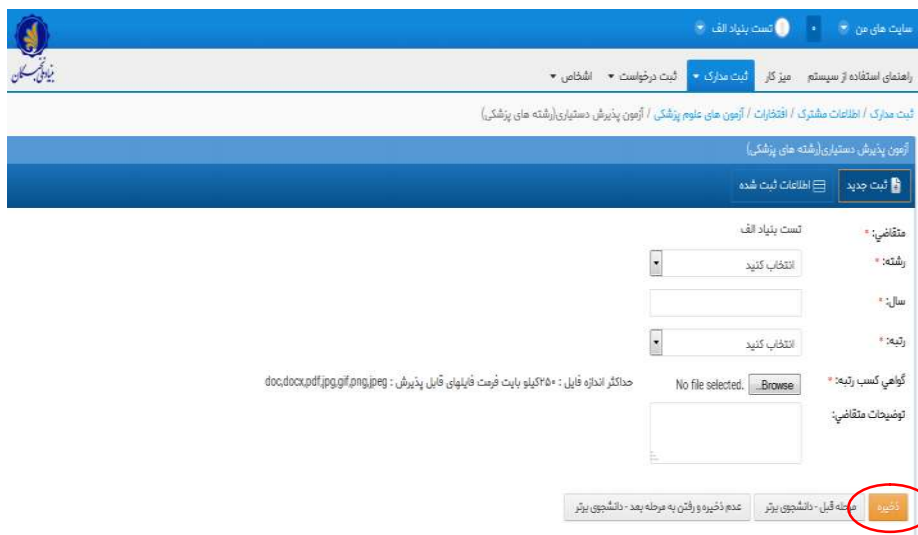 سایت های من تست بنیاد الف
بنیاد ملی نخبگان
راهنمای استفاده از سیستم میز کار ثبت مدارک ثبت درخواست اشخاص
ثبت مدارک / اطلاعات مشترک / افتخارات / آزمون های علوم پزشکی / آزمون پذیرش دستیاری(رشته های پزشکی)
آزمون پذیرش دستیاری(رشته های پزشکی)
ثبت جدید اطلاعات ثبت شده
متقاضي: * تست بنیاد الف
رشته: * انتخاب کنید
سال: *
رتبه: * انتخاب کنید
گواهي کسب رتبه: * Browse... No file selected. حداکثر اندازه فایل : ۲۵۰کیلو بایت فرمت فایلهای قابل پذیرش : doc,docx,pdf,jpg,gif,png,jpeg
توضیحات متقاضي:
ذخیره مرحله قبل - دانشجوی برتر عدم ذخیره و رفتن به مرحله بعد - دانشجوی برتر